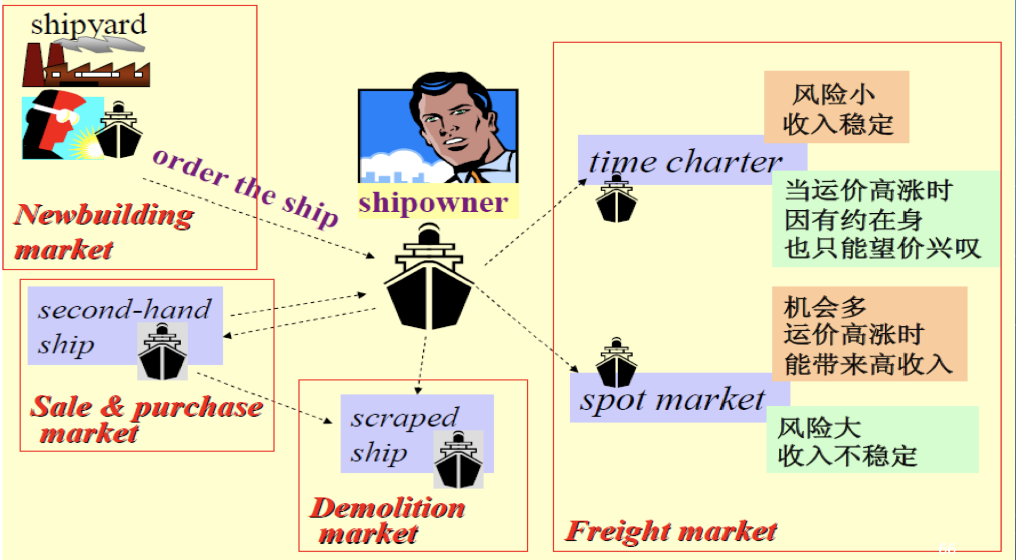 shipyard
order the ship
Newbuilding
market
shipowner
second-hand
ship
Sale & purchase
market
scraped
ship
Demolition
market
time charter
风险小
收入稳定
当运价高涨时
因有约在身
也只能望价兴叹
spot market
机会多
运价高涨时
能带来高收入
风险大
收入不稳定
Freight market